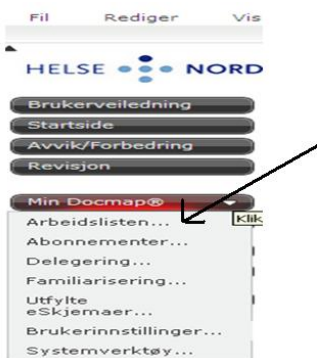 Fil Rediger Vis
HELSE NORD
Brukerveiledning
Startside
Avvik/Forbedring
Revisjon
Min Docmap®
Arbeidslisten... Klik
Abonnementer...
Delegering...
Familiarisering...
Utfylte
eSkjemaer...
Brukerinnstillinger...
Systemverktøy...